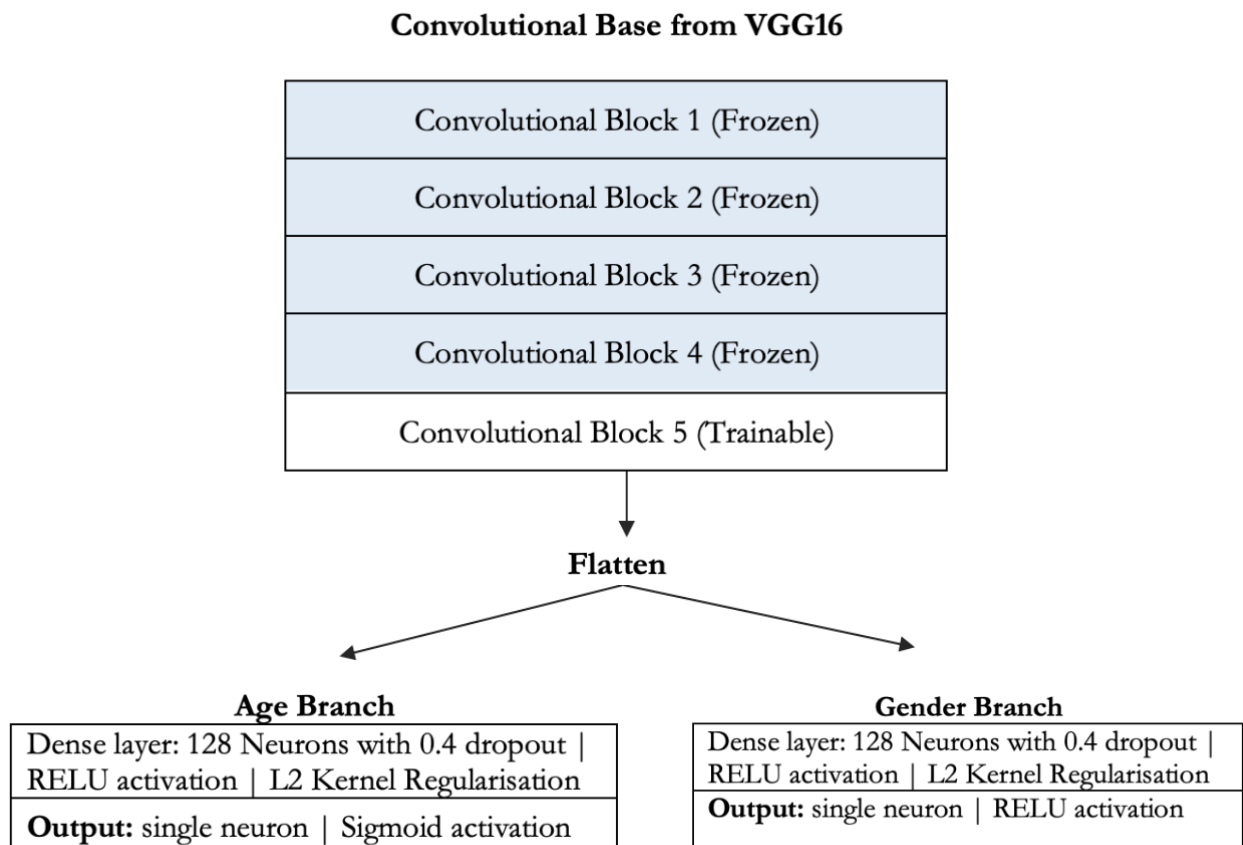 Convolutional Base from VGG16
Convolutional Block 1 (Frozen)
Convolutional Block 2 (Frozen)
Convolutional Block 3 (Frozen)
Convolutional Block 4 (Frozen)
Convolutional Block 5 (Trainable)
Flatten
Age Branch
Dense layer: 128 Neurons with 0.4 dropout |
RELU activation | L2 Kernel Regularisation
Output: single neuron | Sigmoid activation
Gender Branch
Dense layer: 128 Neurons with 0.4 dropout |
RELU activation | L2 Kernel Regularisation
Output: single neuron | RELU activation